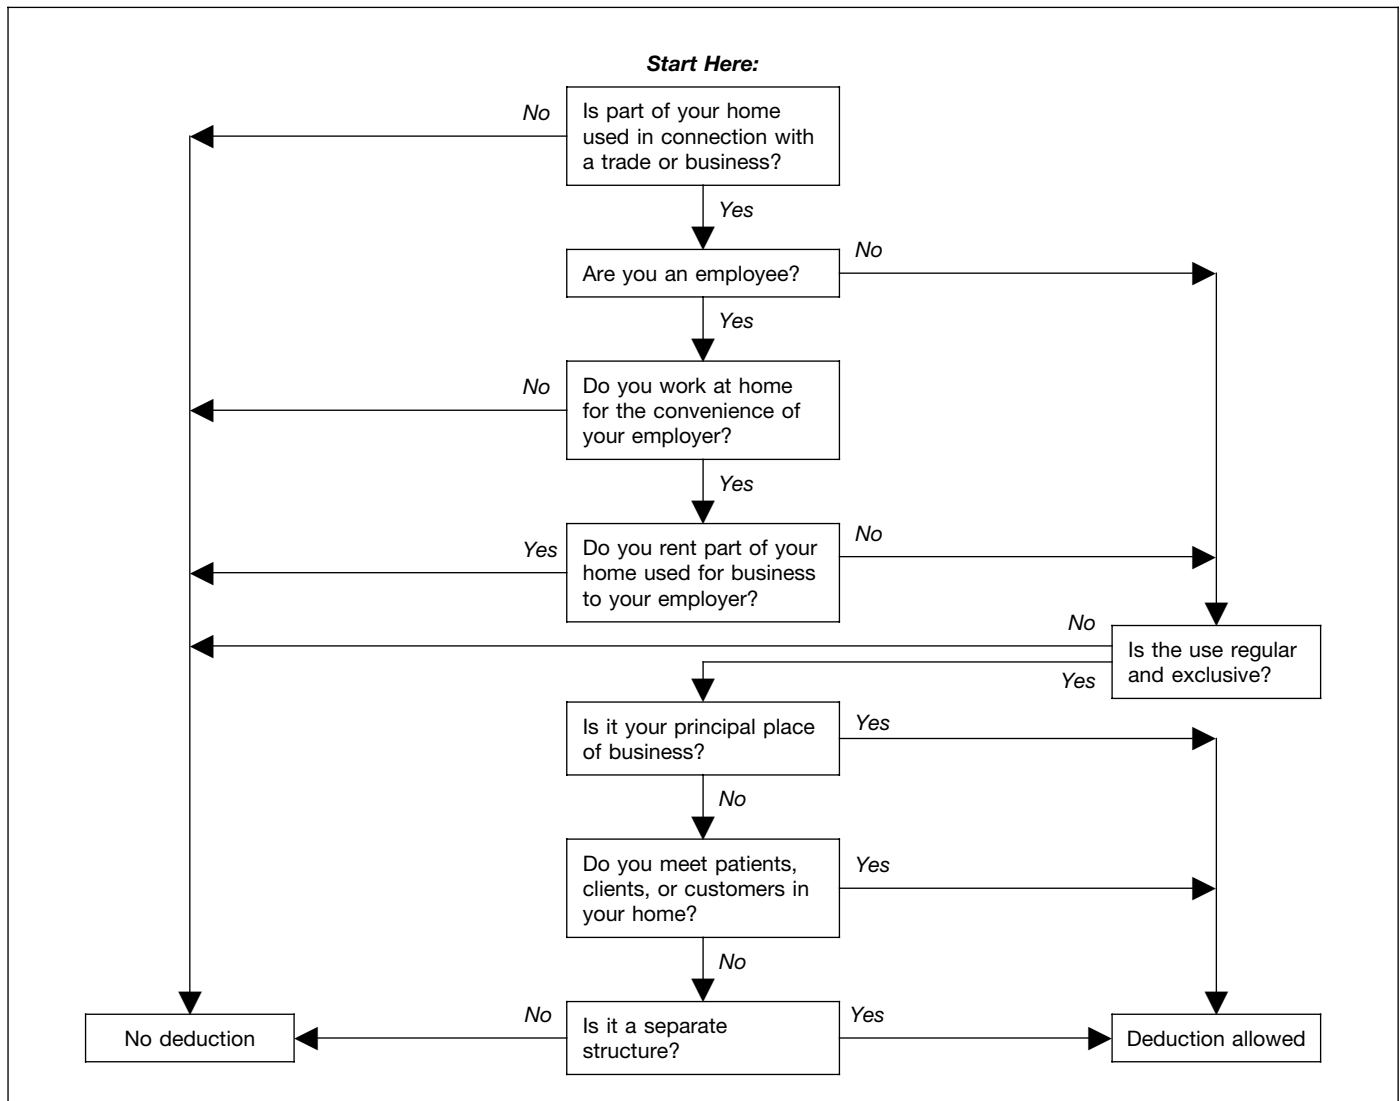 Start Here:
No
Is part of your home
used in connection with
a trade or business?
Yes
No
Are you an employee?
Yes
No
Do you work at home
for the convenience of
your employer?
Yes
Yes
Do you rent part of your
home used for business
to your employer?
No
No
Is the use regular
and exclusive?
Yes
Is it your principal place
of business?
Yes
No
Do you meet patients,
clients, or customers in
your home?
Yes
No
No deduction
No
Is it a separate
structure?
Yes
Deduction allowed